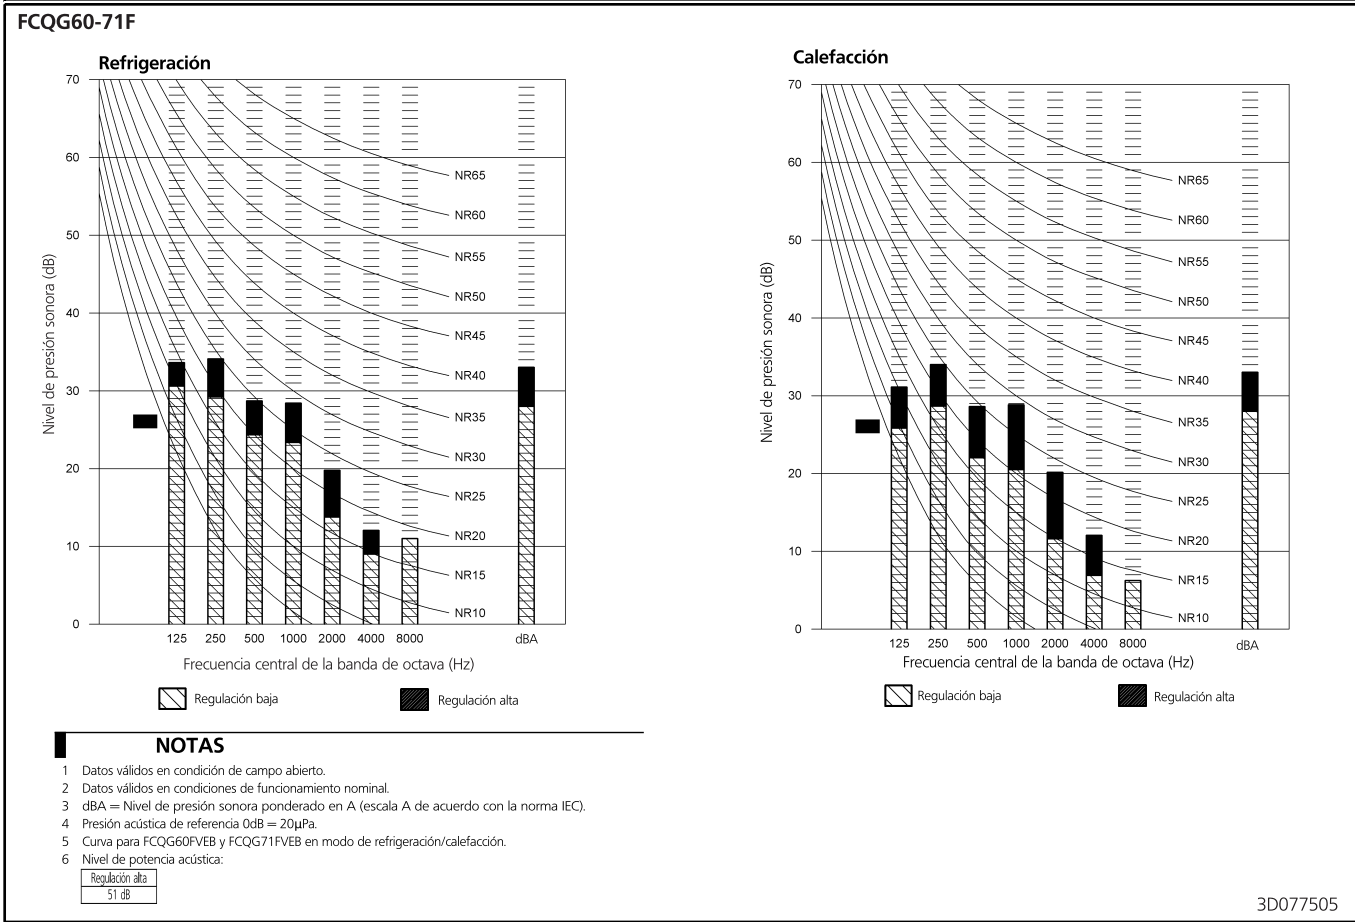 FCQG60-71F
Refrigeración
Nivel de presión sonora (dB)
70
60
50
40
30
20
10
0
NR65
NR60
NR55
NR50
NR45
NR40
NR35
NR30
NR25
NR20
NR15
NR10
125 250 500 1000 2000 4000 8000 dBA
Frecuencia central de la banda de octava (Hz)
Regulación baja Regulación alta
Calefacción
Nivel de presión sonora (dB)
70
60
50
40
30
20
10
0
NR65
NR60
NR55
NR50
NR45
NR40
NR35
NR30
NR25
NR20
NR15
NR10
125 250 500 1000 2000 4000 8000 dBA
Frecuencia central de la banda de octava (Hz)
Regulación baja Regulación alta
NOTAS
1 Datos válidos en condición de campo abierto.
2 Datos válidos en condiciones de funcionamiento nominal.
3 dBA = Nivel de presión sonora ponderado en A (escala A de acuerdo con la norma IEC).
4 Presión acústica de referencia 0dB = 20µPa.
5 Curva para FCQG60FVEB y FCQG71FVEB en modo de refrigeración/calefacción.
6 Nivel de potencia acústica:
Regulación alta
51 dB
3D077505